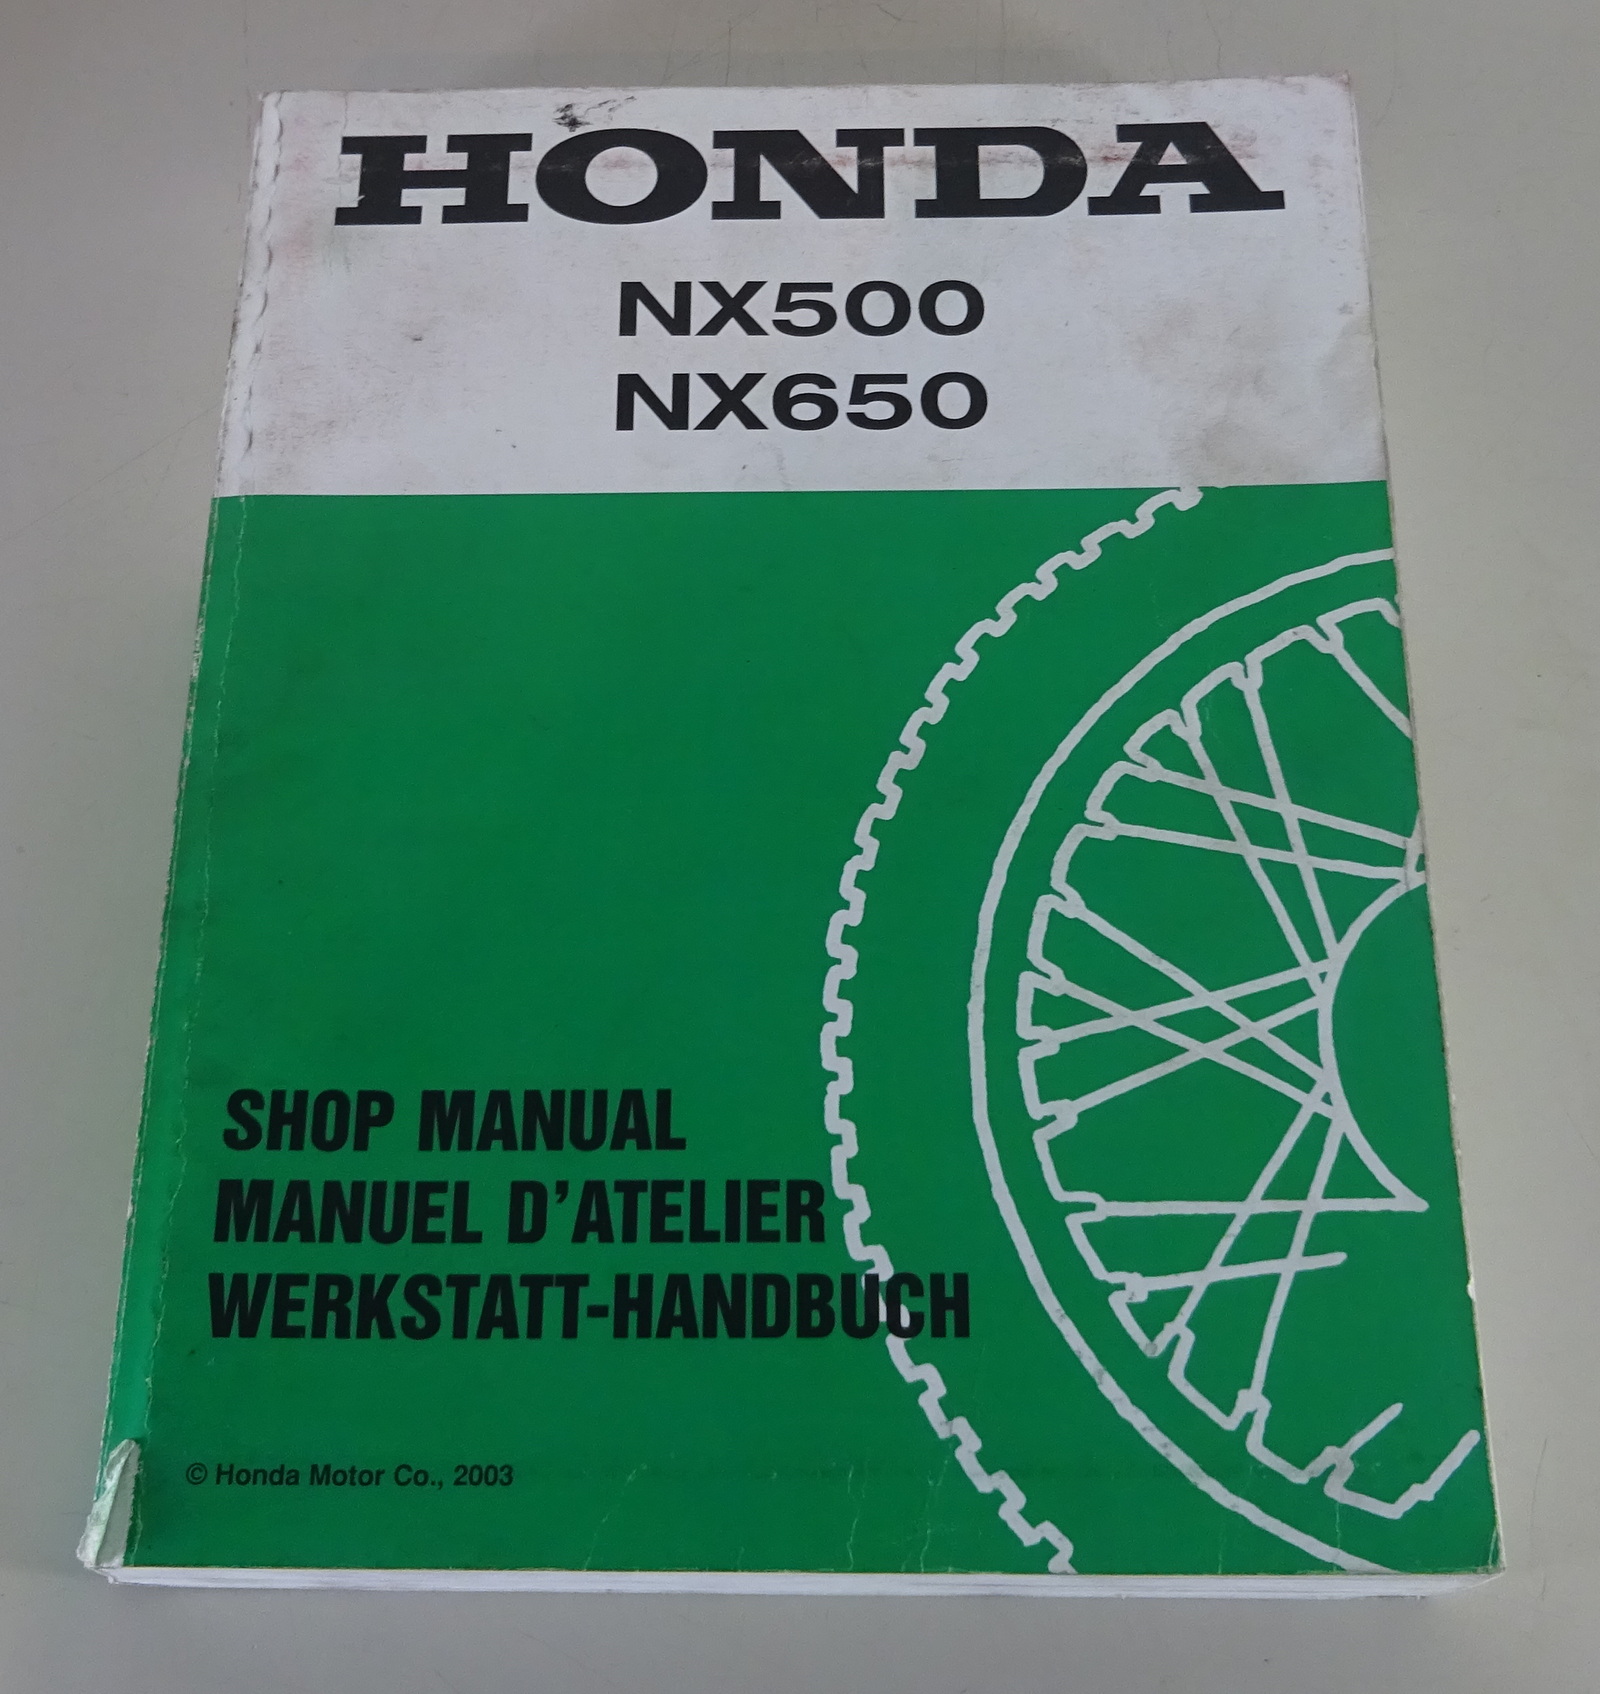 HONDA
NX500
NX650
SHOP MANUAL
MANUEL D'ATELIER
WERKSTATT-HANDBUCH
© Honda Motor Co., 2003